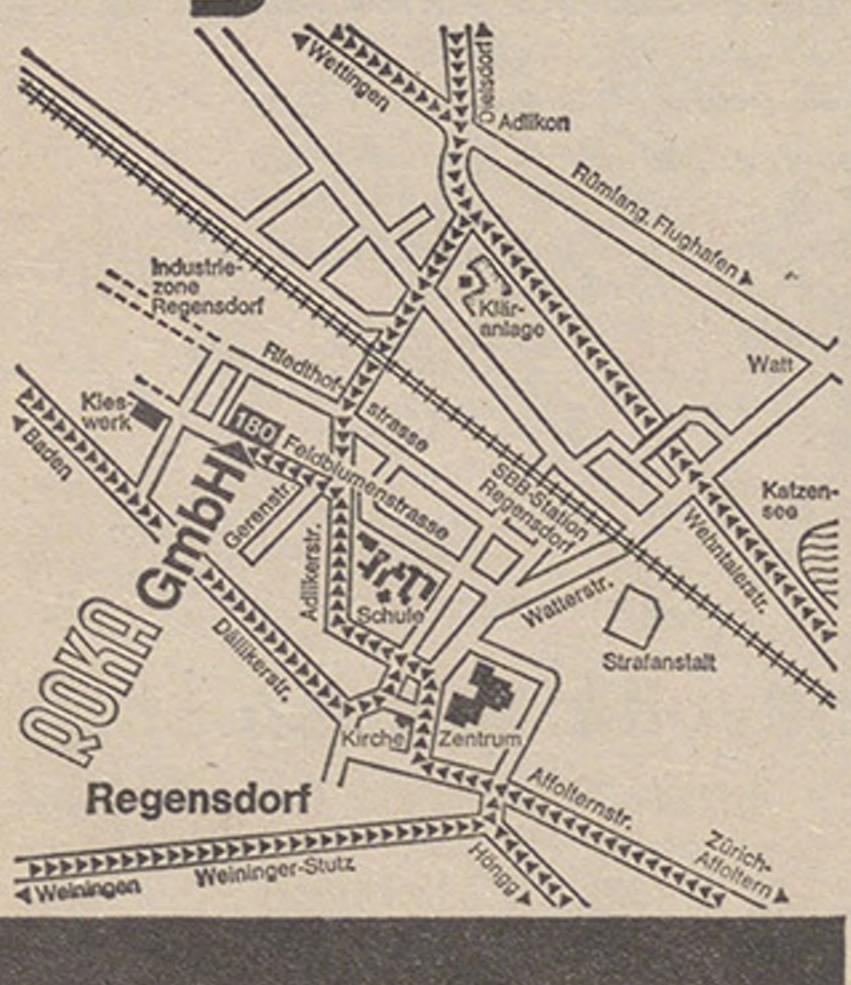 Wettingen
Dielsdorf
Adlikon
Rümlang, Flughafen
Industrie-
zone
Regensdorf
Klär-
anlage
Watt
Riedthof-
strasse
Kies-
werk
180
Feldblumenstrasse
Baden
SBB-Station
Regensdorf
Katzen-
see
Gerenstr.
Adlikerstr.
Wehntalerstr.
Schule
Watterstr.
Strafanstalt
Dällikerstr.
ROKA GmbH
Kirche
Zentrum
Regensdorf
Affolternstr.
Zürich-
Affoltern
Weininger-Stutz
Weiningen
Höngg